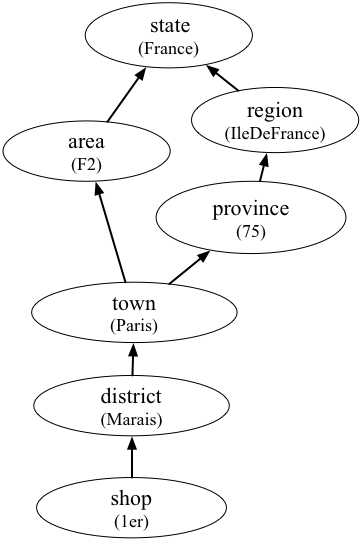 state
(France)
region
(IleDeFrance)
area
(F2)
province
(75)
town
(Paris)
district
(Marais)
shop
(1er)